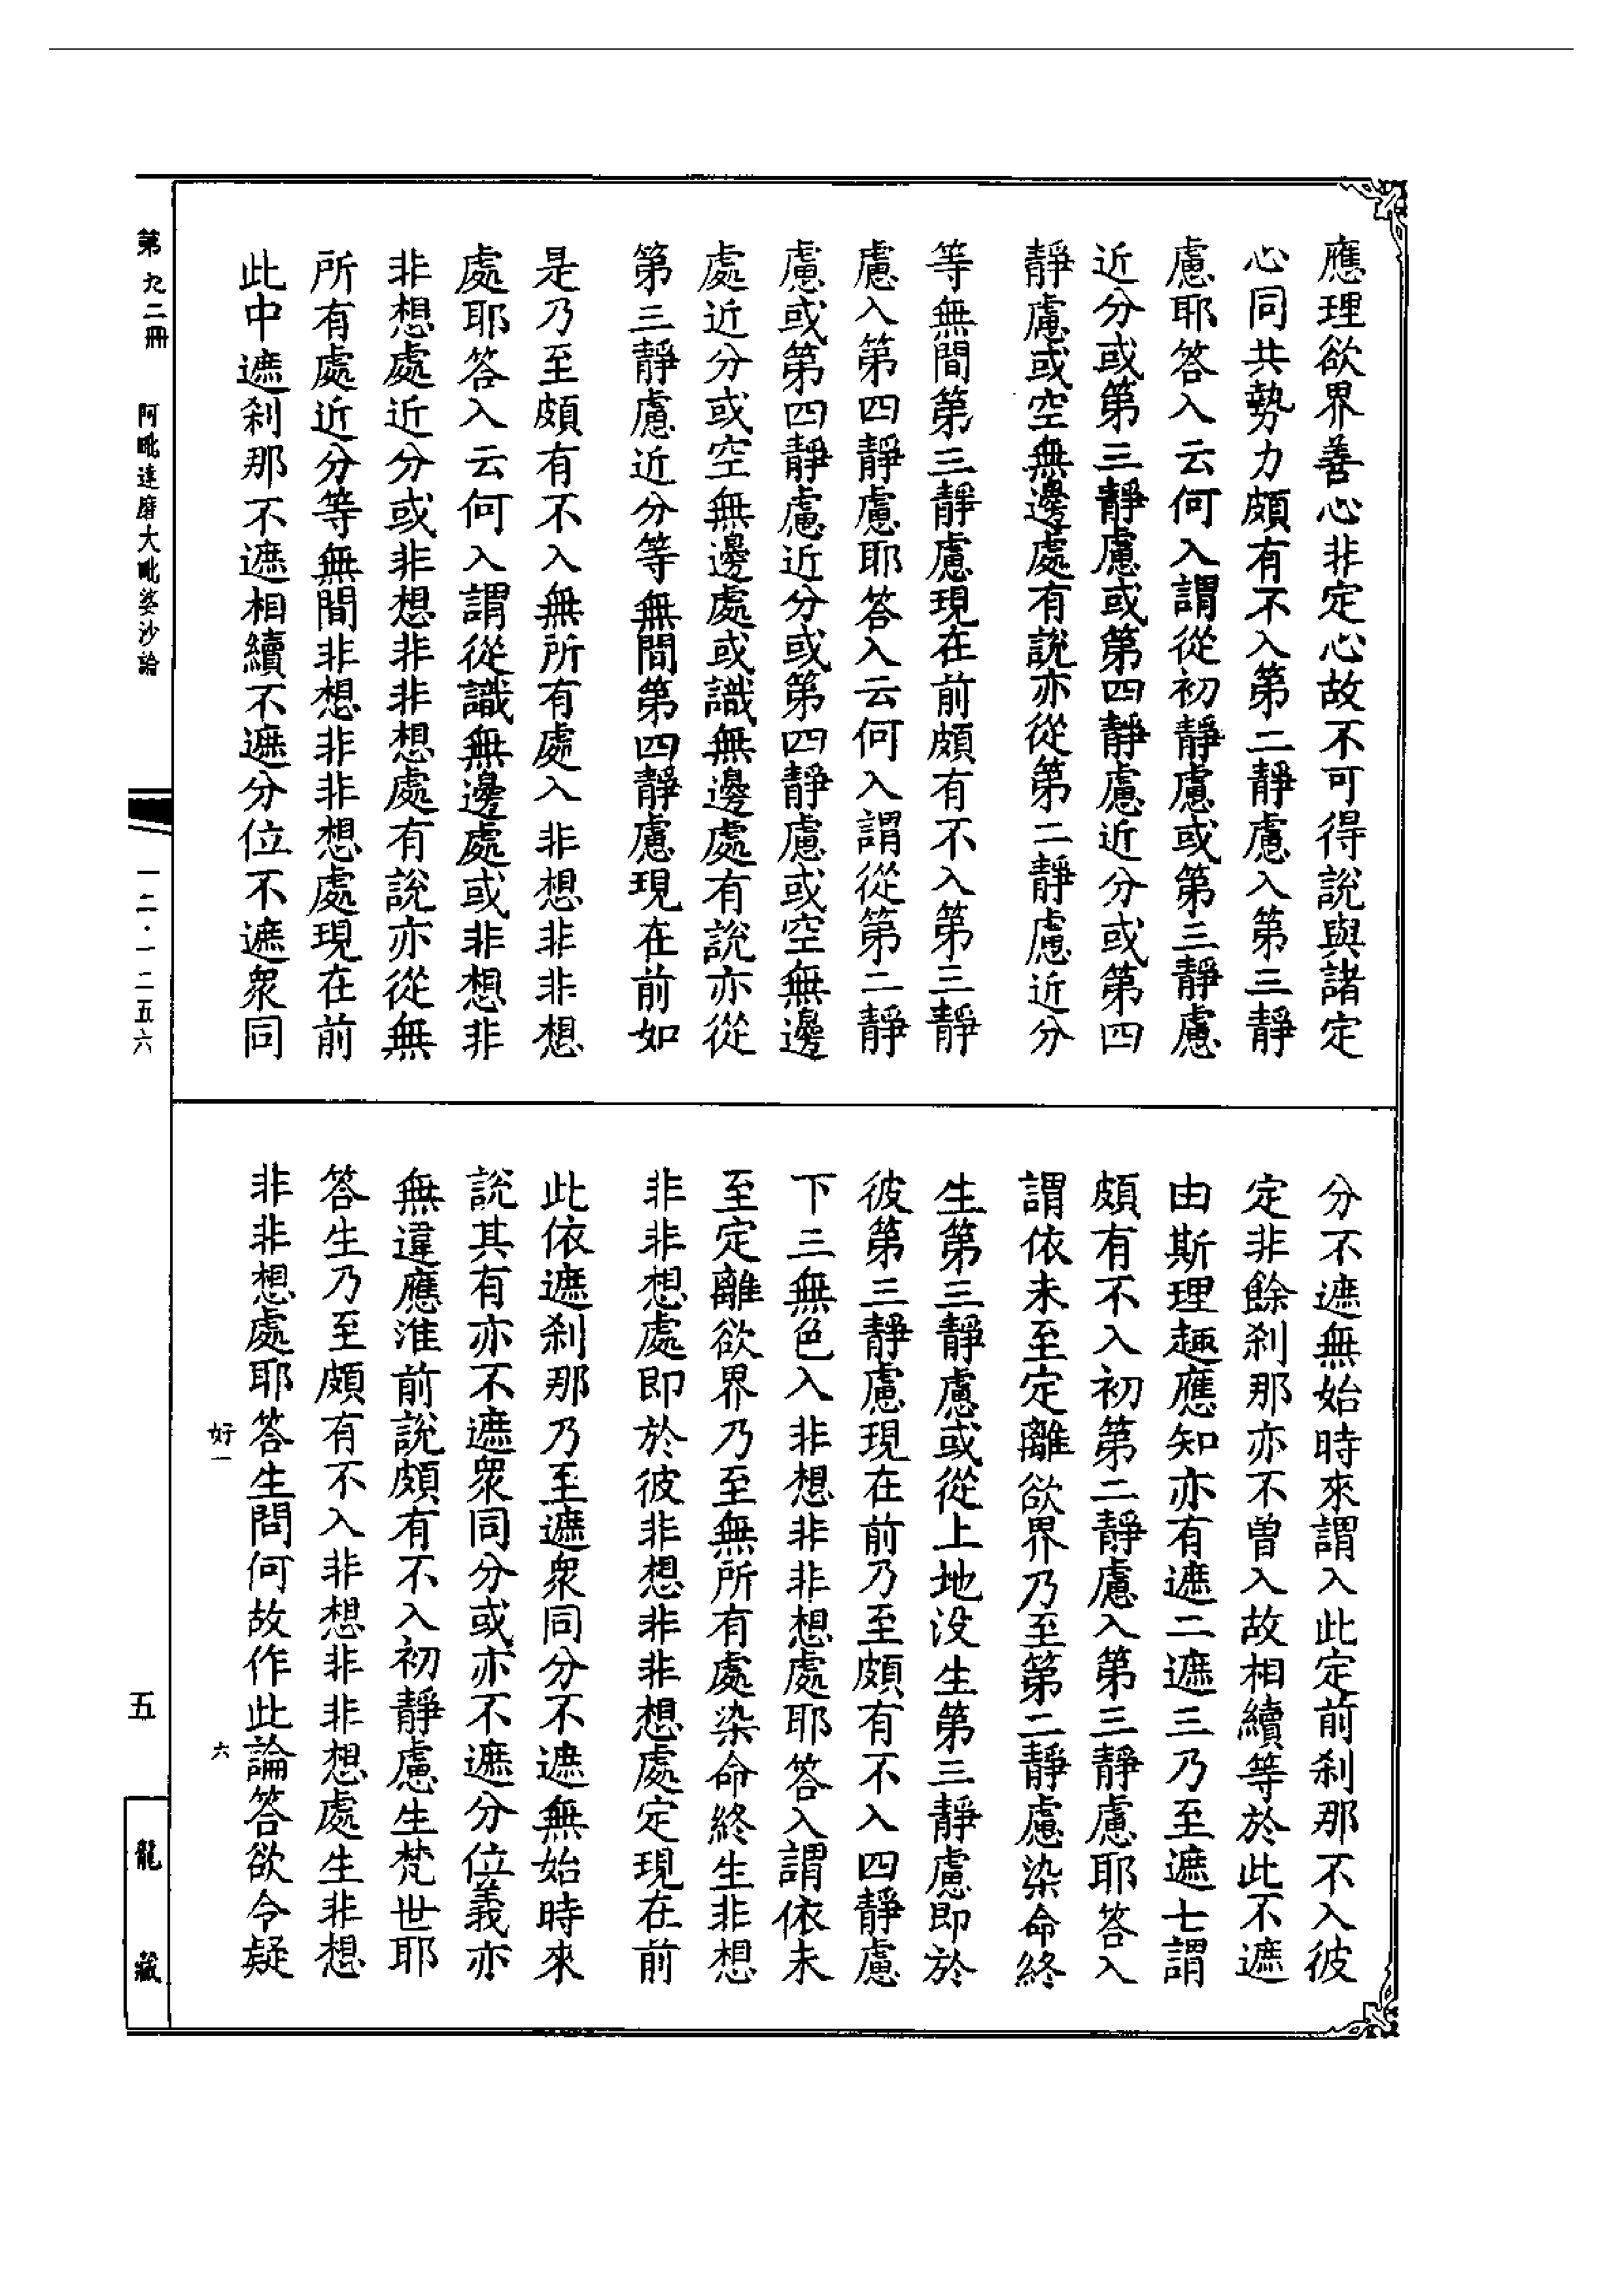 應理欲界善心非定心故不可得說與諸定
心同共勢力頗有不入第二靜慮入第三靜
慮耶答入云何入謂從初靜慮或第三靜慮
近分或第三靜慮或第四靜慮近分或第四
靜慮或空無邊處有說亦從第二靜慮近分
等無間第三靜慮現在前頗有不入第三靜
慮入第四靜慮耶答入云何入謂從第二靜
慮或第四靜慮近分或第四靜慮或空無邊
處近分或空無邊處或識無邊處有說亦從
第三靜慮近分等無間第四靜慮現在前如
是乃至頗有不入無所有處入非想非非想
處耶答入云何入謂從識無邊處或非想非
非想處近分或非想非非想處有說亦從無
所有處近分等無間非想非非想處現在前
此中遮刹那不遮相續不遮分位不遮衆同
分不遮無始時來謂入此定前刹那不入彼
定非餘刹那亦不曾入故相續等於此不遮
由斯理趣應知亦有遮二遮三乃至遮七謂
頗有不入初第二靜慮入第三靜慮耶答入
謂依未至定離欲界乃至第二靜慮染命終
生第三靜慮或從上地没生第三靜慮即於
彼第三靜慮現在前乃至頗有不入四靜慮
下三無色入非想非非想處耶答入謂依未
至定離欲界乃至無所有處染命終生非想
非非想處即於彼非想非非想處定現在前
此依遮刹那乃至遮衆同分不遮無始時來
說其有亦不遮衆同分或亦不遮分位義亦
無違應准前說頗有不入初靜慮生梵世耶
答生乃至頗有不入非想非非想處生非想
非非想處耶答生問何故作此論答欲令疑
好一 六
第九二冊 阿毗達磨大毗婆沙論
一二·一二五六
五
龍藏